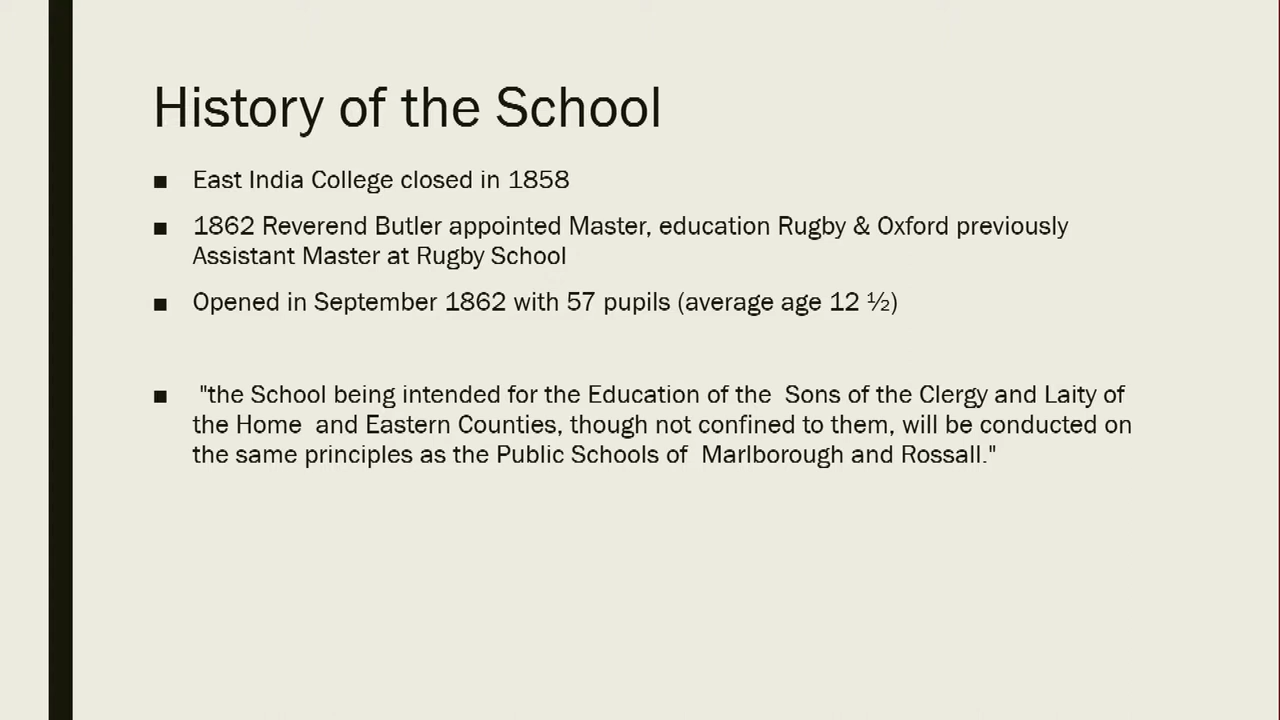 History of the School
■ East India College closed in 1858
■ 1862 Reverend Butler appointed Master, education Rugby & Oxford previously
Assistant Master at Rugby School
■ Opened in September 1862 with 57 pupils (average age 12 ½)
■ "the School being intended for the Education of the  Sons of the Clergy and Laity of
the Home  and Eastern Counties, though not confined to them, will be conducted on
the same principles as the Public Schools of  Marlborough and Rossall."